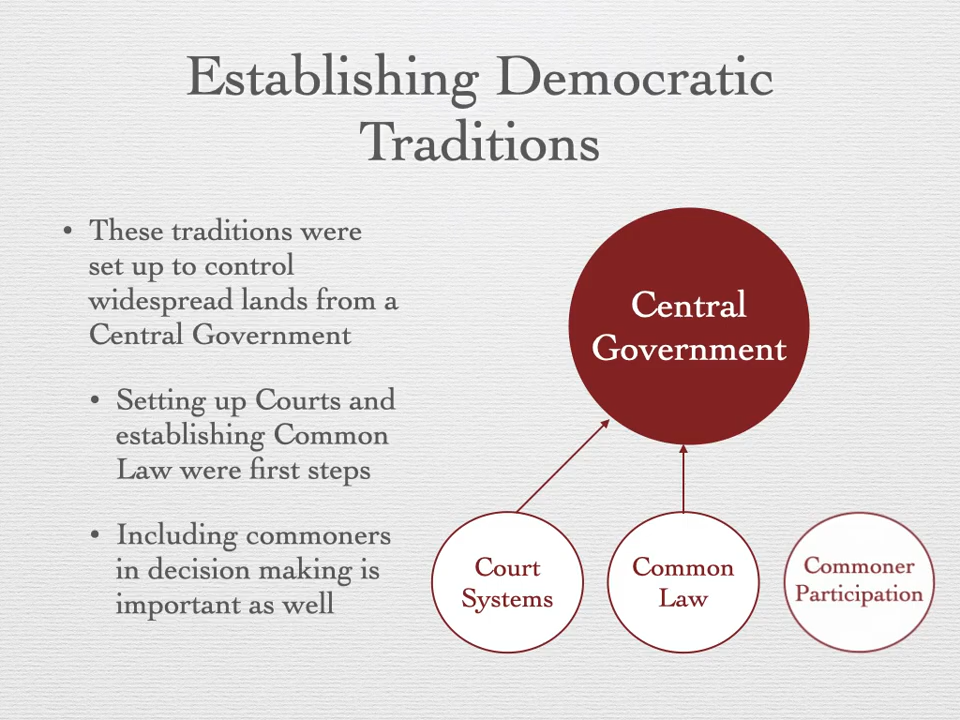 Establishing Democratic
Traditions
• These traditions were
set up to control
widespread lands from a
Central Government
• Setting up Courts and
establishing Common
Law were first steps
• Including commoners
in decision making is
important as well
Central
Government
Court
Systems
Common
Law
Commoner
Participation